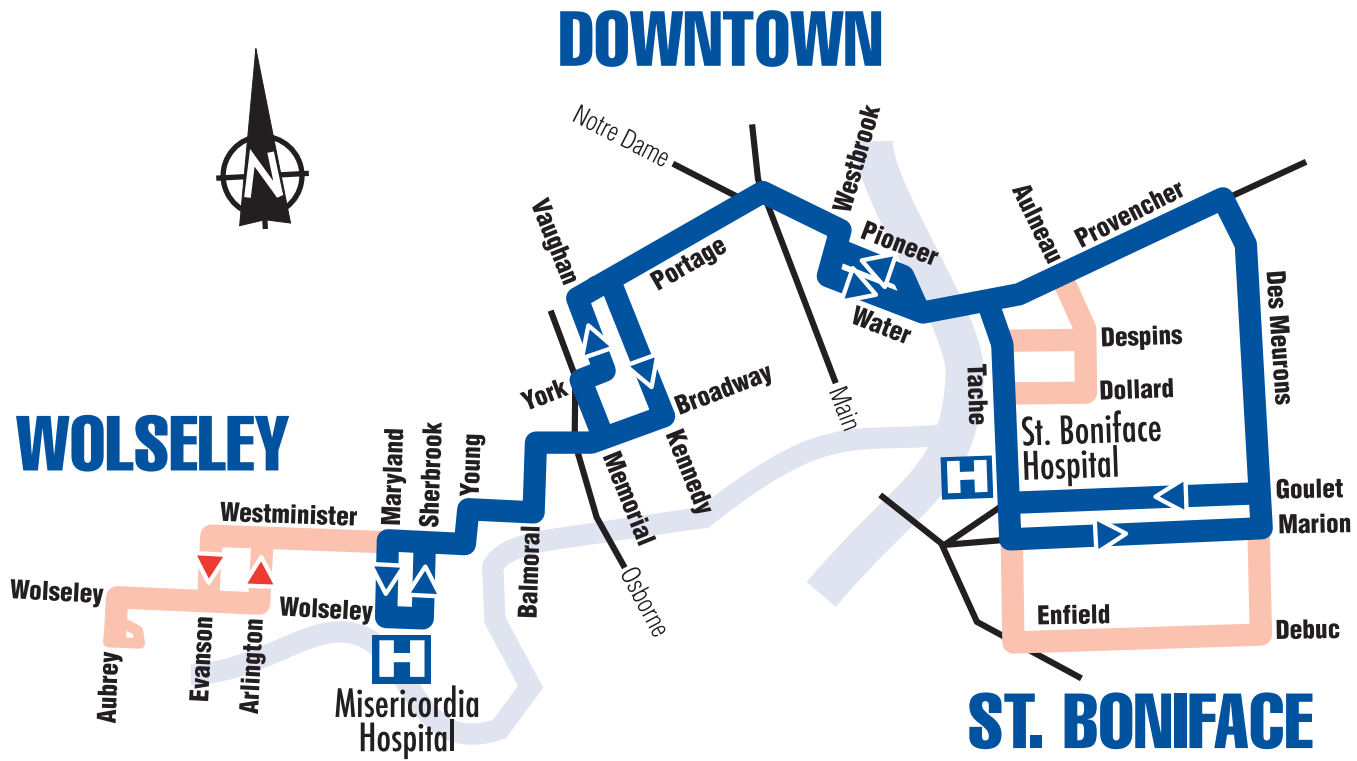 DOWNTOWN
Notre Dame
Westbrook
N
Vaughan
Pioneer
Aulneau
Provencher
Portage
Water
Des Meurons
Despins
York
Broadway
Tache
Dollard
Main
WOLSELEY
St. Boniface
Hospital
H
Maryland
Sherbrook
Young
Memorial
Kennedy
Goulet
Marion
Westminister
Balmoral
Wolseley
Wolseley
Osborne
Enfield
Debuc
Aubrey
Evanson
Arlington
H
Misericordia
Hospital
ST. BONIFACE